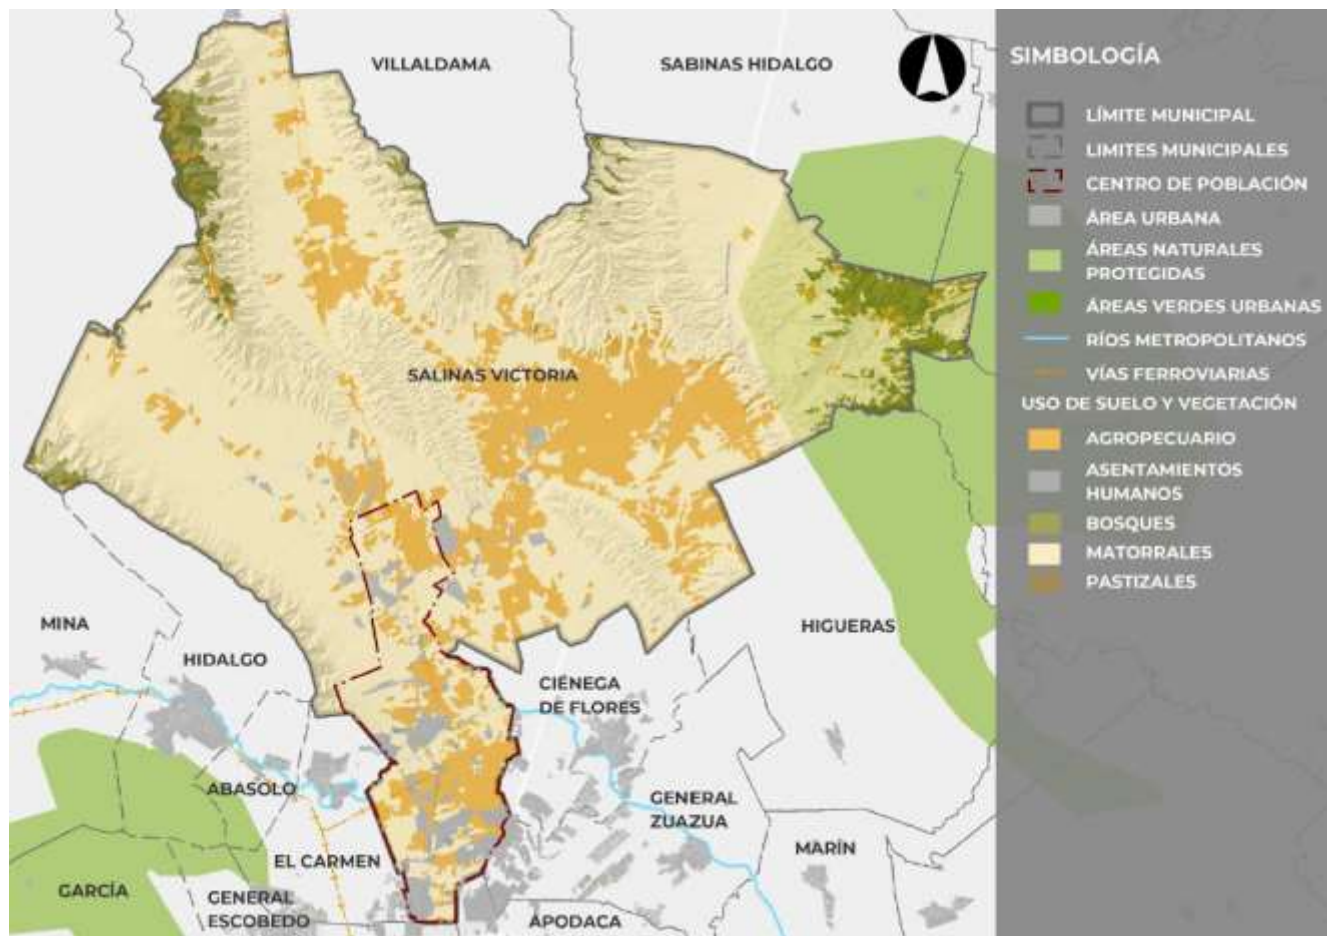 VILLALDAMA
SABINAS HIDALGO
SALINAS VICTORIA
MINA
HIDALGO
HIGUERAS
CIÉNEGA
DE FLORES
ABASOLO
GENERAL
ZUAZUA
EL CARMEN
MARÍN
GARCÍA
GENERAL
ESCOBEDO
APODACA
SIMBOLOGÍA
LÍMITE MUNICIPAL
LIMITES MUNICIPALES
CENTRO DE POBLACIÓN
ÁREA URBANA
ÁREAS NATURALES
PROTEGIDAS
ÁREAS VERDES URBANAS
RÍOS METROPOLITANOS
VÍAS FERROVIARIAS
USO DE SUELO Y VEGETACIÓN
AGROPECUARIO
ASENTAMIENTOS
HUMANOS
BOSQUES
MATORRALES
PASTIZALES